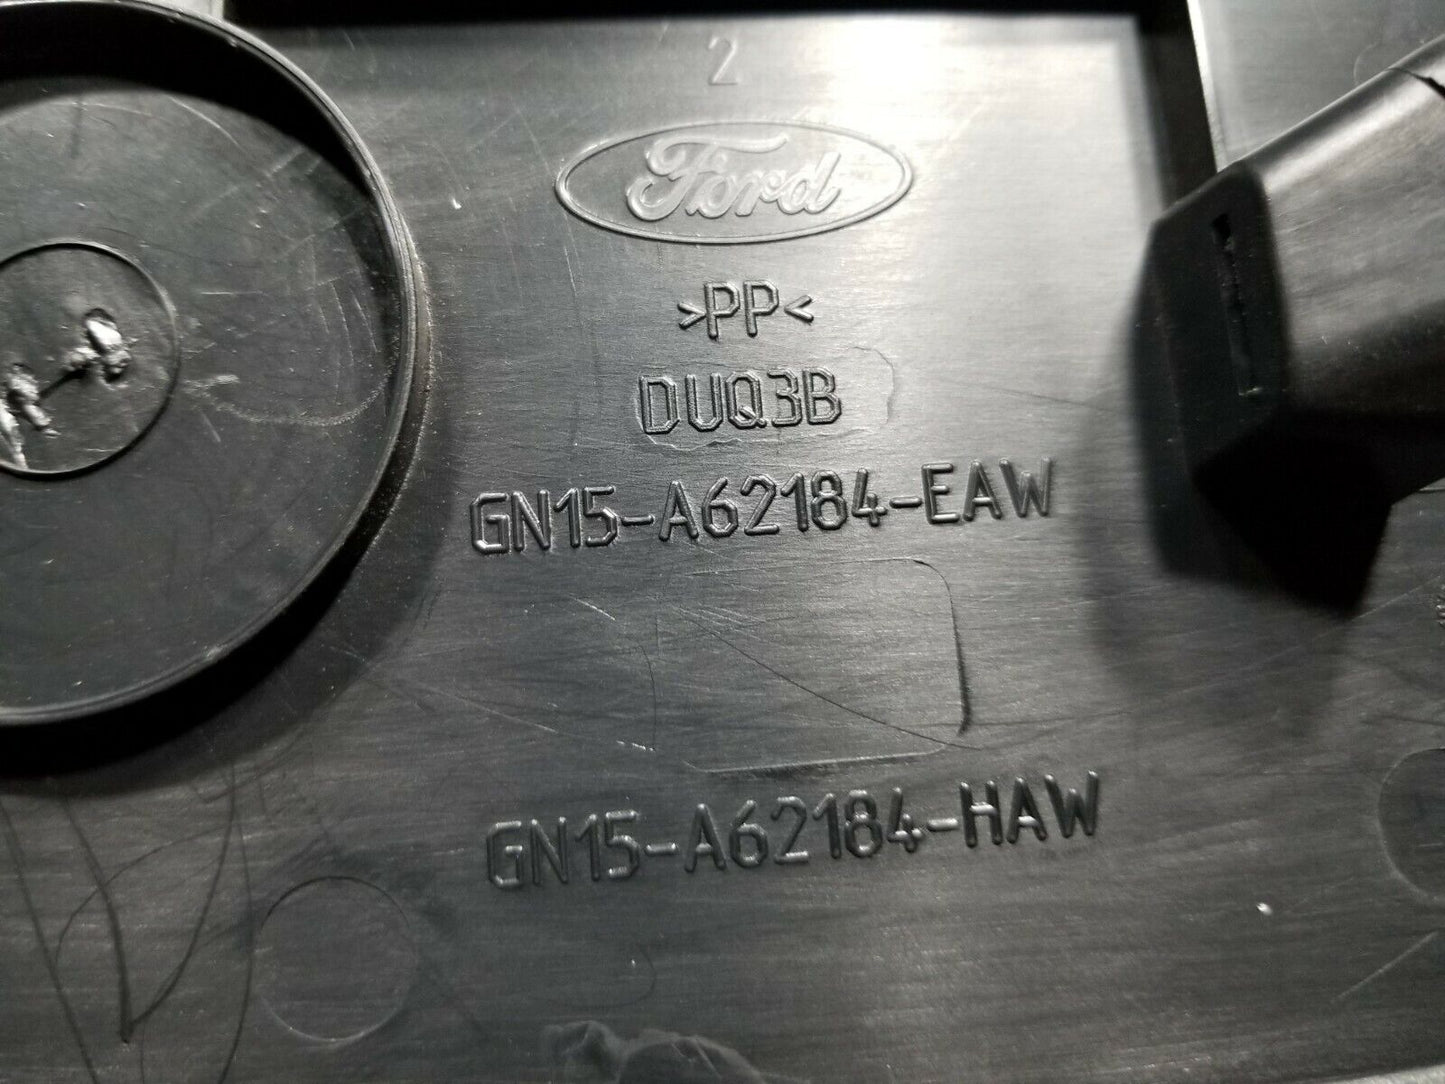 2
Ford
>PP<
DUQ3B
GN15-A62184-EAW
GN15-A62184-HAW